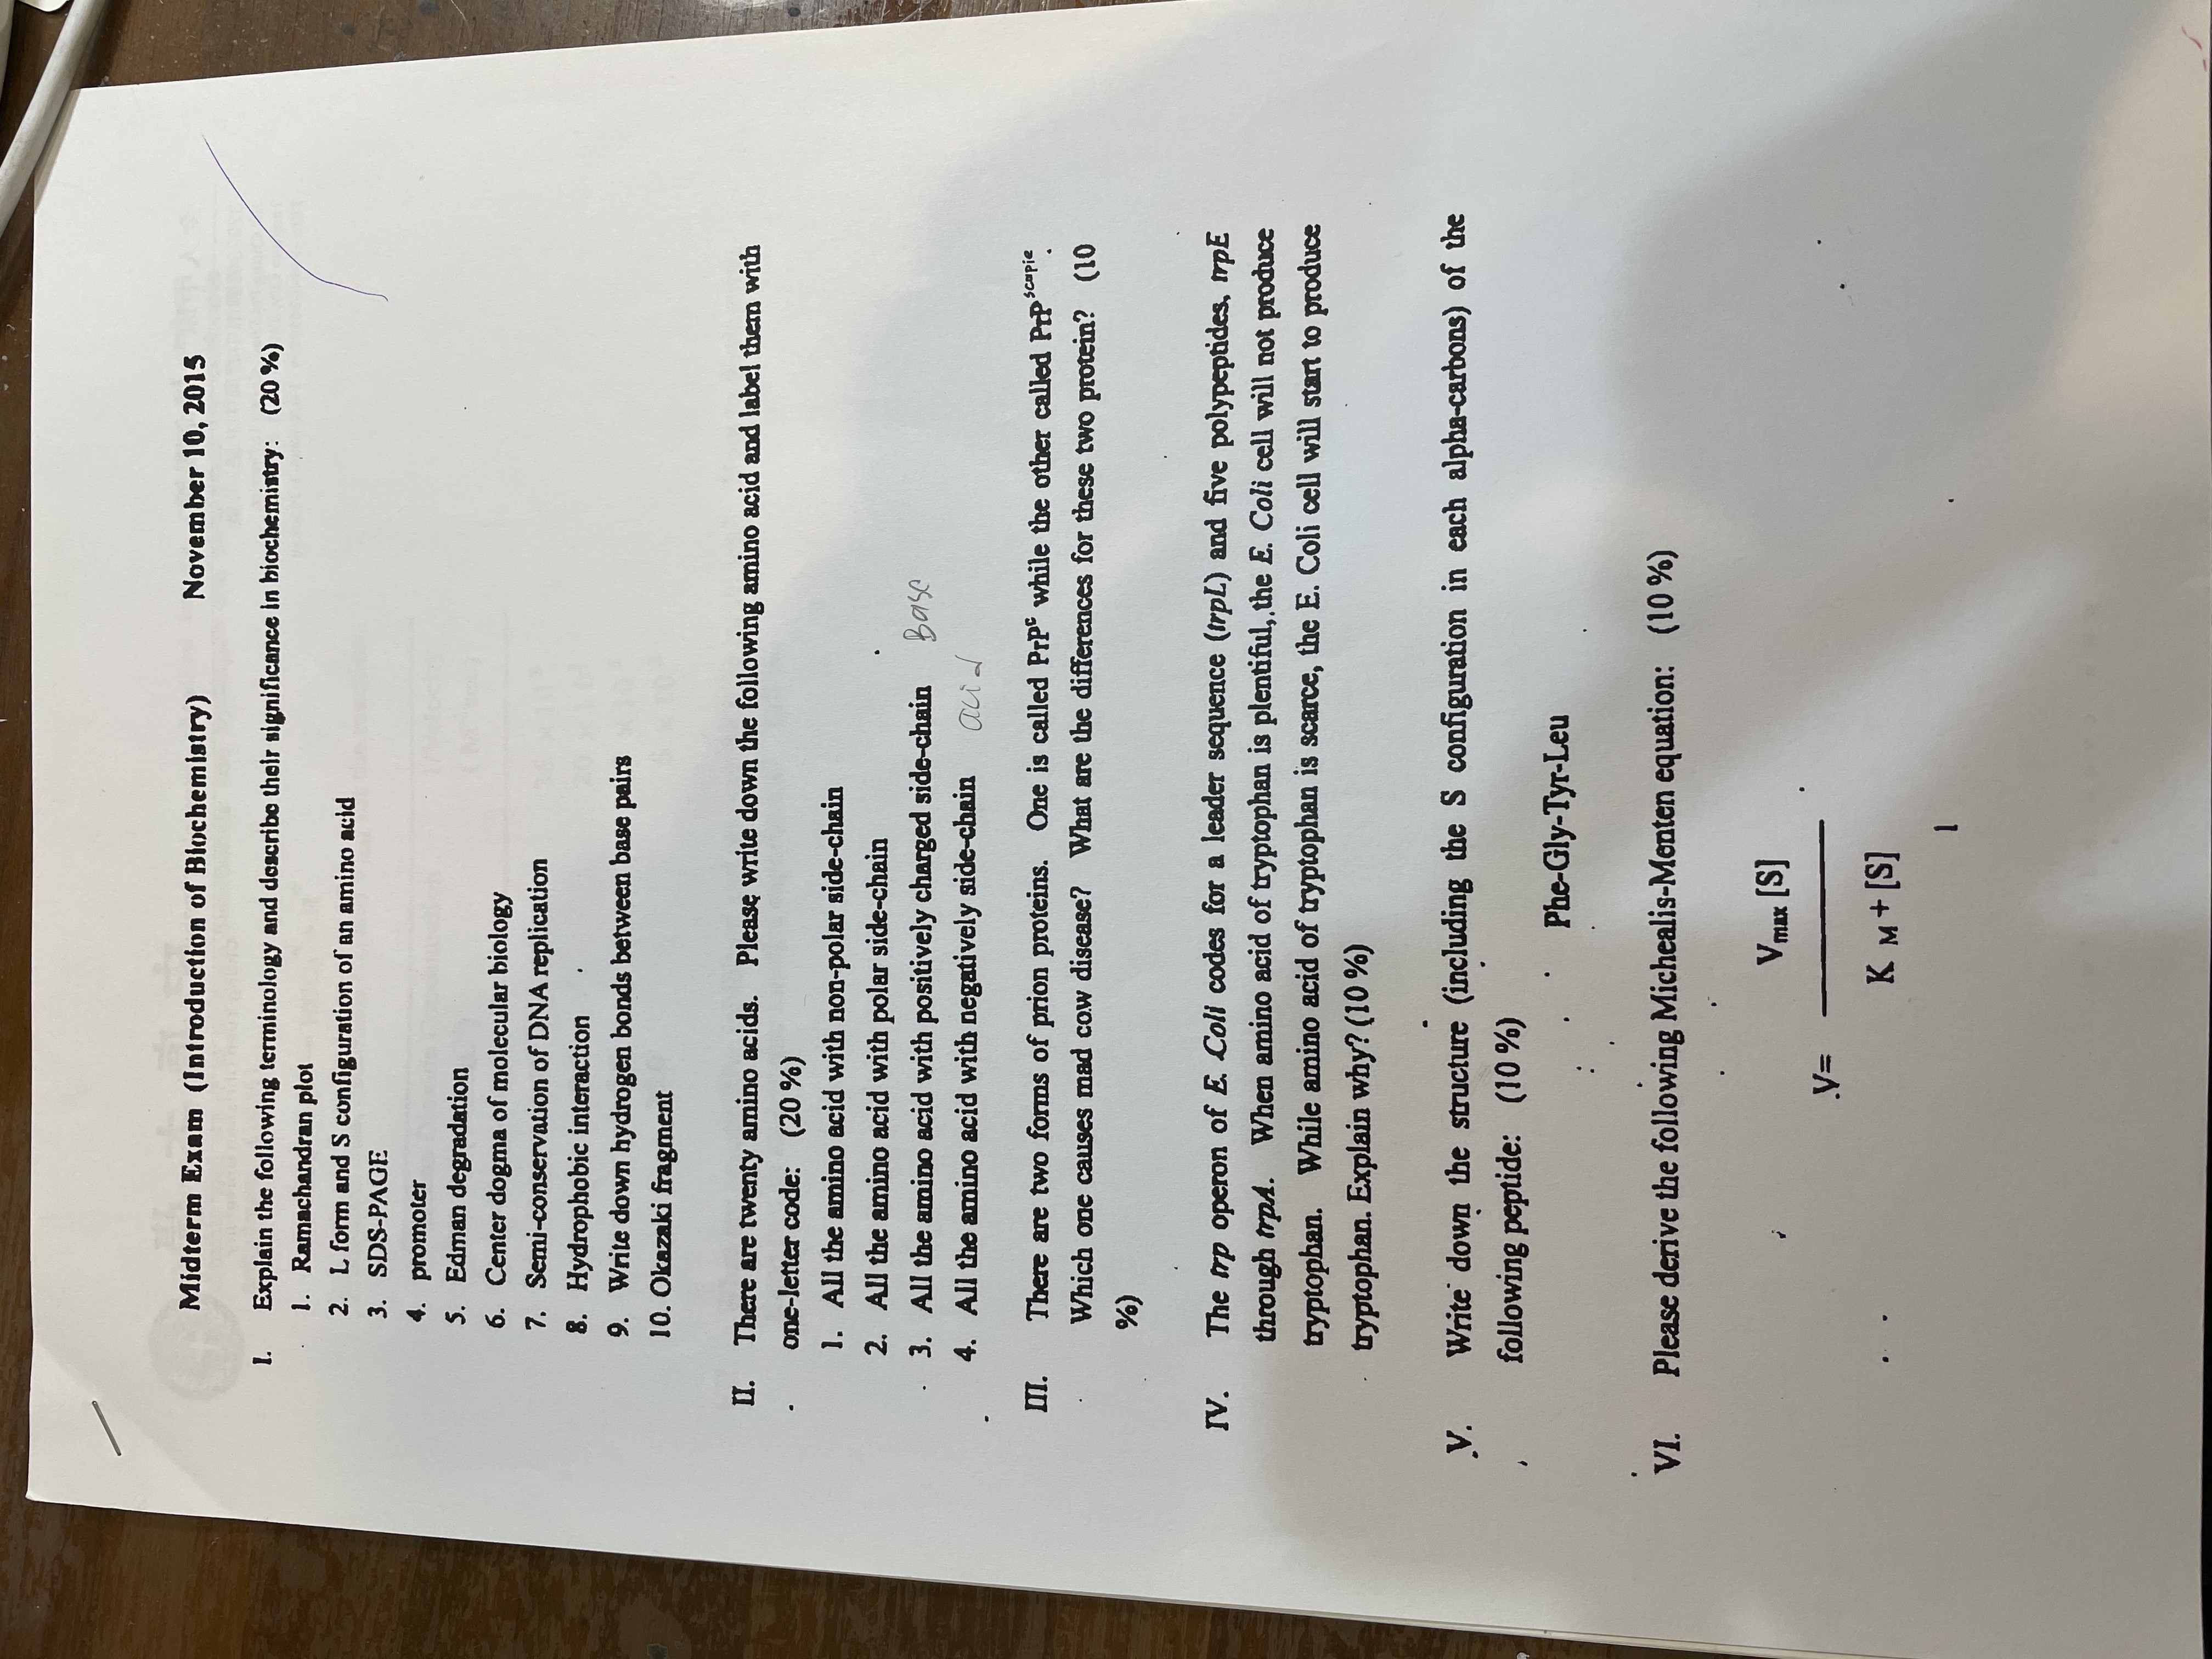 Midterm Exam (Introduction of Biochemistry) November 10, 2015
I. Explain the following terminology and describe their significance in biochemistry: (20 %)
1. Ramachandran plot
2. L form and S configuration of an amino acid
3. SDS-PAGE
4. promoter
5. Edman degradation
6. Center dogma of molecular biology
7. Semi-conservation of DNA replication
8. Hydrophobic interaction
9. Write down hydrogen bonds between base pairs
10. Okazaki fragment
II. There are twenty amino acids. Please write down the following amino acid and label them with
one-letter code: (20 %)
1. All the amino acid with non-polar side-chain
2. All the amino acid with polar side-chain
3. All the amino acid with positively charged side-chain Base
4. All the amino acid with negatively side-chain acid
III. There are two forms of prion proteins. One is called PrPᶜ while the other called PrPˢᶜᵃᵖⁱᵉ.
Which one causes mad cow disease? What are the differences for these two protein? (10
%)
IV. The trp operon of E. Coli codes for a leader sequence (trpL) and five polypeptides, trpE
through trpA. When amino acid of tryptophan is plentiful, the E. Coli cell will not produce
tryptophan. While amino acid of tryptophan is scarce, the E. Coli cell will start to produce
tryptophan. Explain why? (10 %)
V. Write down the structure (including the S configuration in each alpha-carbons) of the
following peptide: (10 %)
Phe-Gly-Tyr-Leu
VI. Please derive the following Michealis-Menten equation: (10 %)
Vmax [S]
V=
K M + [S]
1